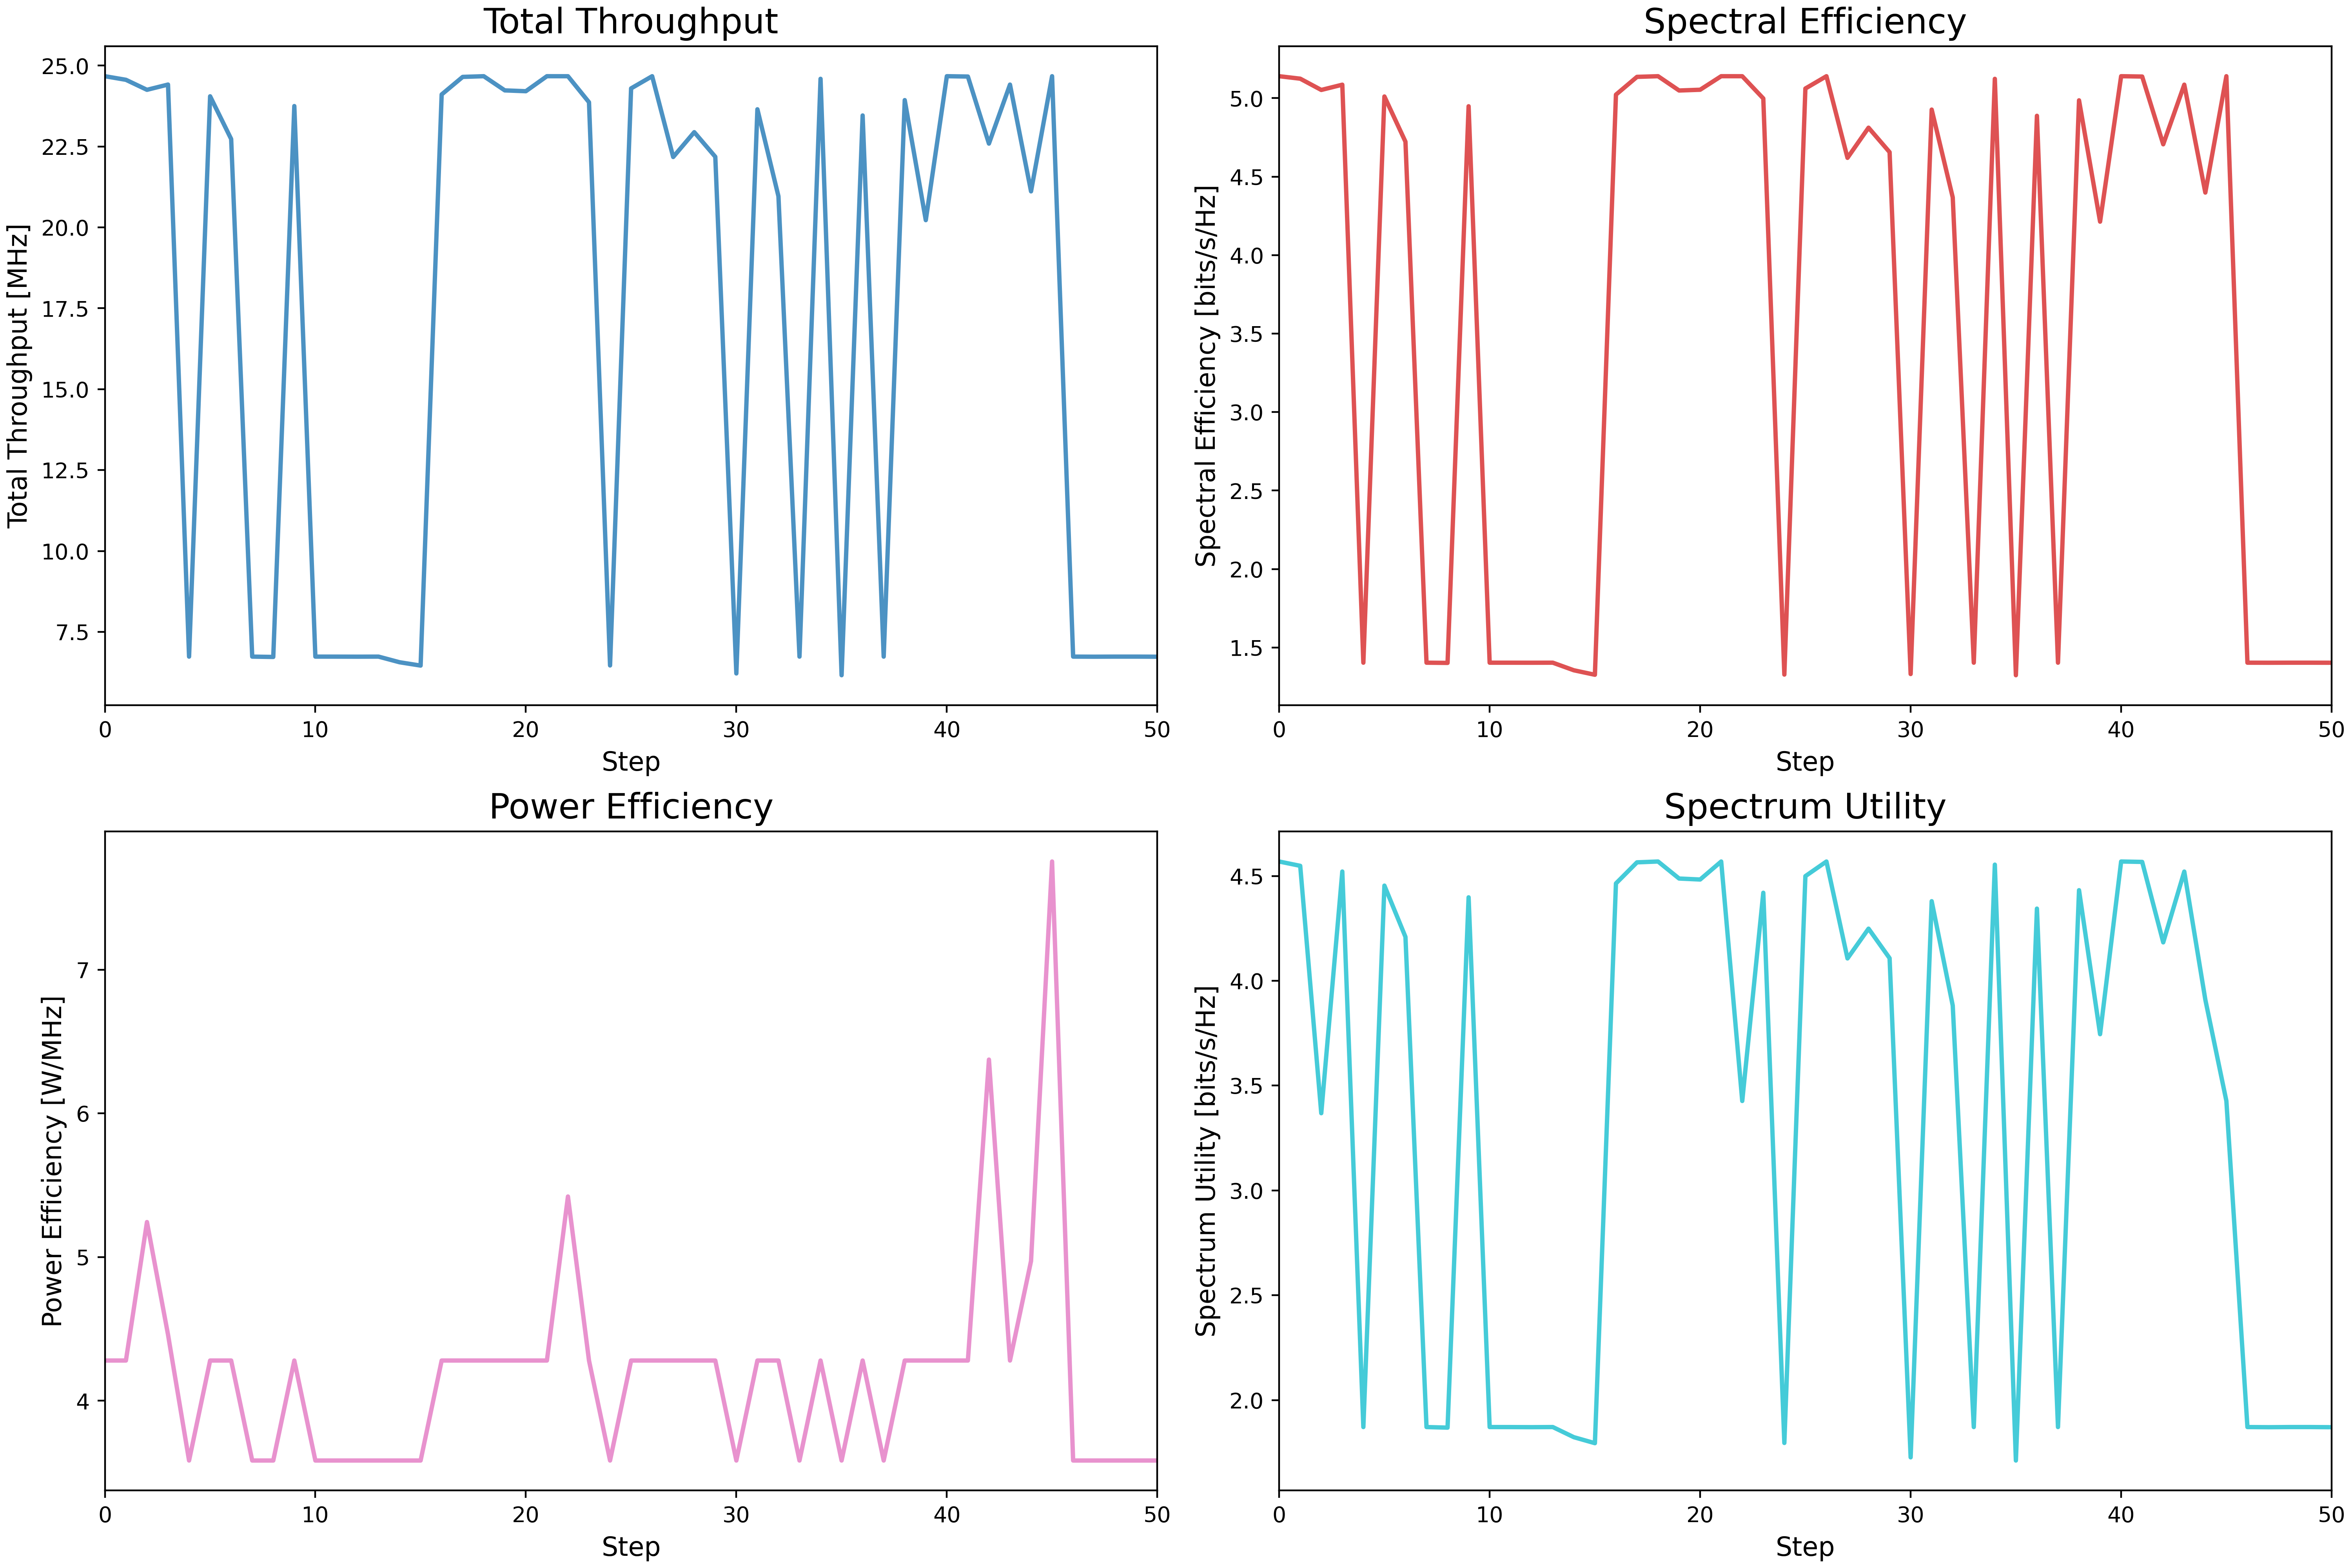 Total Throughput
Total Throughput [MHz]
25.0
22.5
20.0
17.5
15.0
12.5
10.0
7.5
0 10 20 30 40 50
Step
Spectral Efficiency
Spectral Efficiency [bits/s/Hz]
5.0
4.5
4.0
3.5
3.0
2.5
2.0
1.5
0 10 20 30 40 50
Step
Power Efficiency
Power Efficiency [W/MHz]
7
6
5
4
0 10 20 30 40 50
Step
Spectrum Utility
Spectrum Utility [bits/s/Hz]
4.5
4.0
3.5
3.0
2.5
2.0
0 10 20 30 40 50
Step